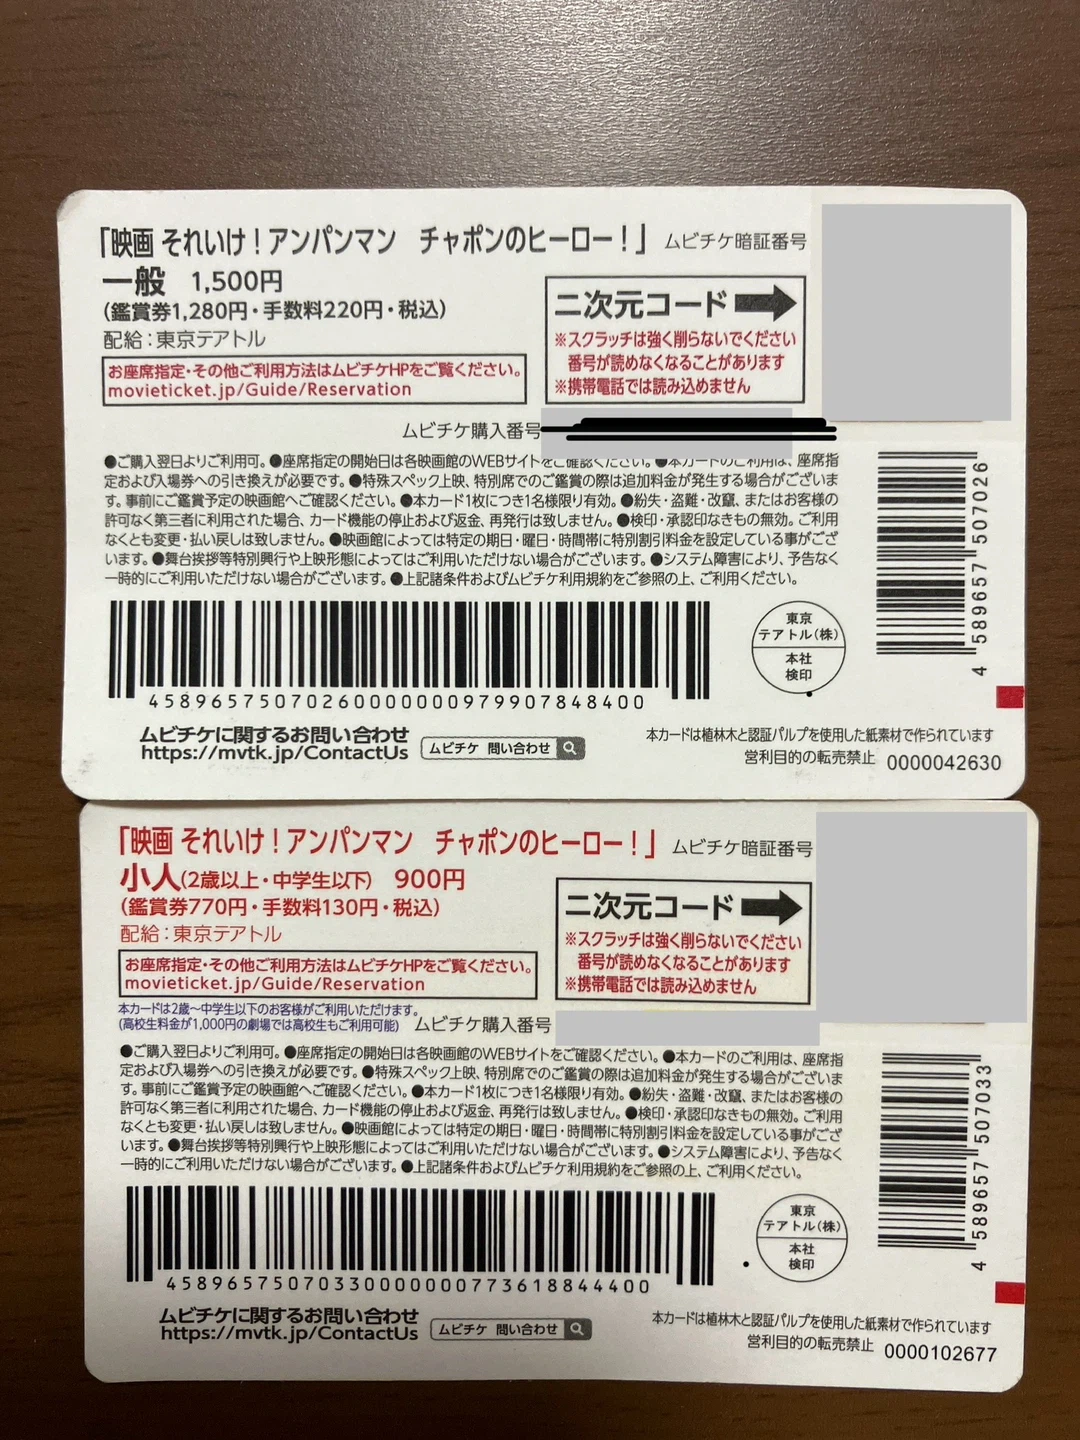 「映画 それいけ！アンパンマン　チャポンのヒーロー！」 ムビチケ暗証番号
一般　1,500円
（鑑賞券1,280円・手数料220円・税込）
配給：東京テアトル
お座席指定・その他ご利用方法はムビチケHPをご覧ください。
movieticket.jp/Guide/Reservation
二次元コード
※スクラッチは強く削らないでください
番号が読めなくなることがあります
※携帯電話では読み込めません
ムビチケ購入番号
●ご購入翌日よりご利用可。●座席指定の開始日は各映画館のWEBサイトをご確認ください。●本カードのご利用は、座席指
定および入場券への引き換えが必要です。●特殊スペック上映、特別席でのご鑑賞の際は追加料金が発生する場合がございま
す。事前にご鑑賞予定の映画館へご確認ください。●本カード1枚につき1名様限り有効。●紛失・盗難・改竄、またはお客様の
許可なく第三者に利用された場合、カード機能の停止および返金、再発行は致しません。●検印・承認印なきもの無効。ご利用
なくとも変更・払い戻しは致しません。●映画館によっては特定の期日・曜日・時間帯に特別割引料金を設定している事がござ
います。●舞台挨拶等特別興行や上映形態によってはご利用いただけない場合がございます。●システム障害により、予告なく
一時的にご利用いただけない場合がございます。●上記諸条件およびムビチケ利用規約をご参照の上、ご利用ください。
4 589657 507026
4589657507026000000097990784 8400
東京
テアトル(株)
本社
検印
ムビチケに関するお問い合わせ
https://mvtk.jp/ContactUs
ムビチケ 問い合わせ
本カードは植林木と認証パルプを使用した紙素材で作られています
営利目的の転売禁止 0000042630
「映画 それいけ！アンパンマン　チャポンのヒーロー！」 ムビチケ暗証番号
小人（2歳以上・中学生以下）　900円
（鑑賞券770円・手数料130円・税込）
配給：東京テアトル
お座席指定・その他ご利用方法はムビチケHPをご覧ください。
movieticket.jp/Guide/Reservation
二次元コード
※スクラッチは強く削らないでください
番号が読めなくなることがあります
※携帯電話では読み込めません
本カードは2歳～中学生以下のお客様がご利用いただけます。
(高校生料金が1,000円の劇場では高校生もご利用可能)
ムビチケ購入番号
●ご購入翌日よりご利用可。●座席指定の開始日は各映画館のWEBサイトをご確認ください。●本カードのご利用は、座席指
定および入場券への引き換えが必要です。●特殊スペック上映、特別席でのご鑑賞の際は追加料金が発生する場合がございま
す。事前にご鑑賞予定の映画館へご確認ください。●本カード1枚につき1名様限り有効。●紛失・盗難・改竄、またはお客様の
許可なく第三者に利用された場合、カード機能の停止および返金、再発行は致しません。●検印・承認印なきもの無効。ご利用
なくとも変更・払い戻しは致しません。●映画館によっては特定の期日・曜日・時間帯に特別割引料金を設定している事がござ
います。●舞台挨拶等特別興行や上映形態によってはご利用いただけない場合がございます。●システム障害により、予告なく
一時的にご利用いただけない場合がございます。●上記諸条件およびムビチケ利用規約をご参照の上、ご利用ください。
4 589657 507033
458965750703300000007736188 44400
東京
テアトル(株)
本社
検印
ムビチケに関するお問い合わせ
https://mvtk.jp/ContactUs
ムビチケ 問い合わせ
本カードは植林木と認証パルプを使用した紙素材で作られています
営利目的の転売禁止 0000102677